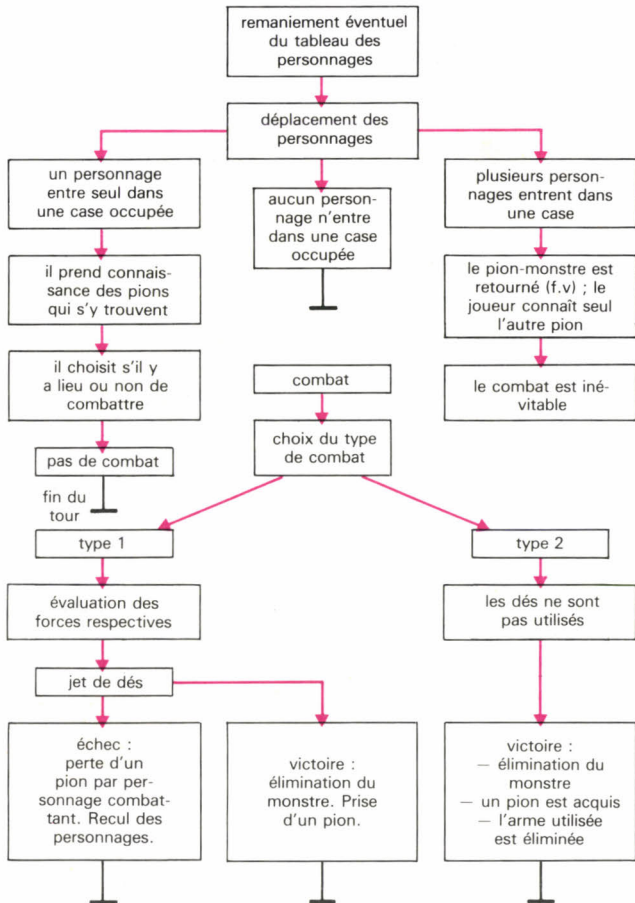 remaniement éventuel
du tableau des
personnages
déplacement des
personnages
un personnage
entre seul dans
une case occupée
aucun person-
nage n'entre
dans une case
occupée
plusieurs person-
nages entrent dans
une case
il prend connais-
sance des pions
qui s'y trouvent
le pion-monstre est
retourné (f.v) ; le
joueur connaît seul
l'autre pion
il choisit s'il y
a lieu ou non de
combattre
combat
le combat est iné-
vitable
pas de combat
choix du type
de combat
fin du
tour
type 1
type 2
évaluation des
forces respectives
les dés ne sont
pas utilisés
jet de dés
échec :
perte d'un
pion par per-
sonnage combat-
tant. Recul des
personnages.
victoire :
élimination du
monstre. Prise
d'un pion.
victoire :
— élimination du
monstre
— un pion est acquis
— l'arme utilisée
est éliminée